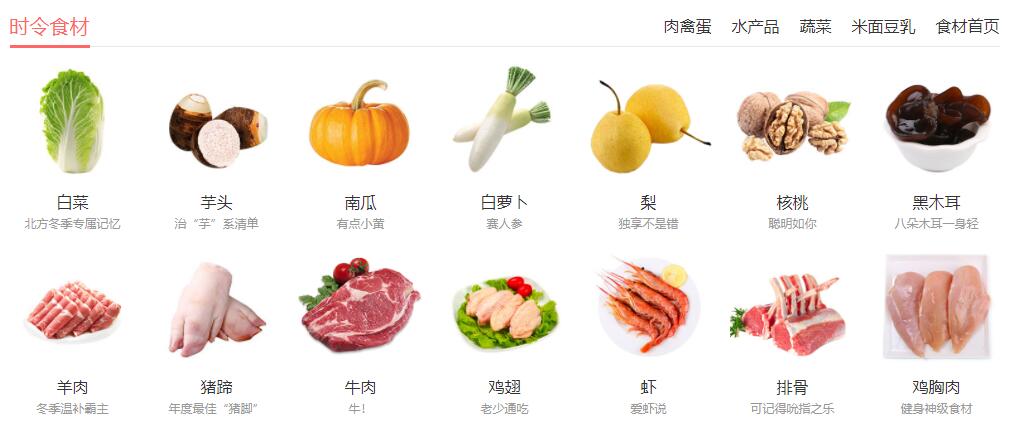 时令食材
肉禽蛋 水产品 蔬菜 米面豆乳 食材首页
白菜 芋头 南瓜 白萝卜 梨 核桃 黑木耳
北方冬季专属记忆 治“芋”系清单 有点小黄 赛人参 独享不是错 聪明如你 八朵木耳一身轻
羊肉 猪蹄 牛肉 鸡翅 虾 排骨 鸡胸肉
冬季温补霸主 年度最佳“猪脚” 牛！ 老少通吃 爱虾说 可记得吮指之乐 健身神级食材